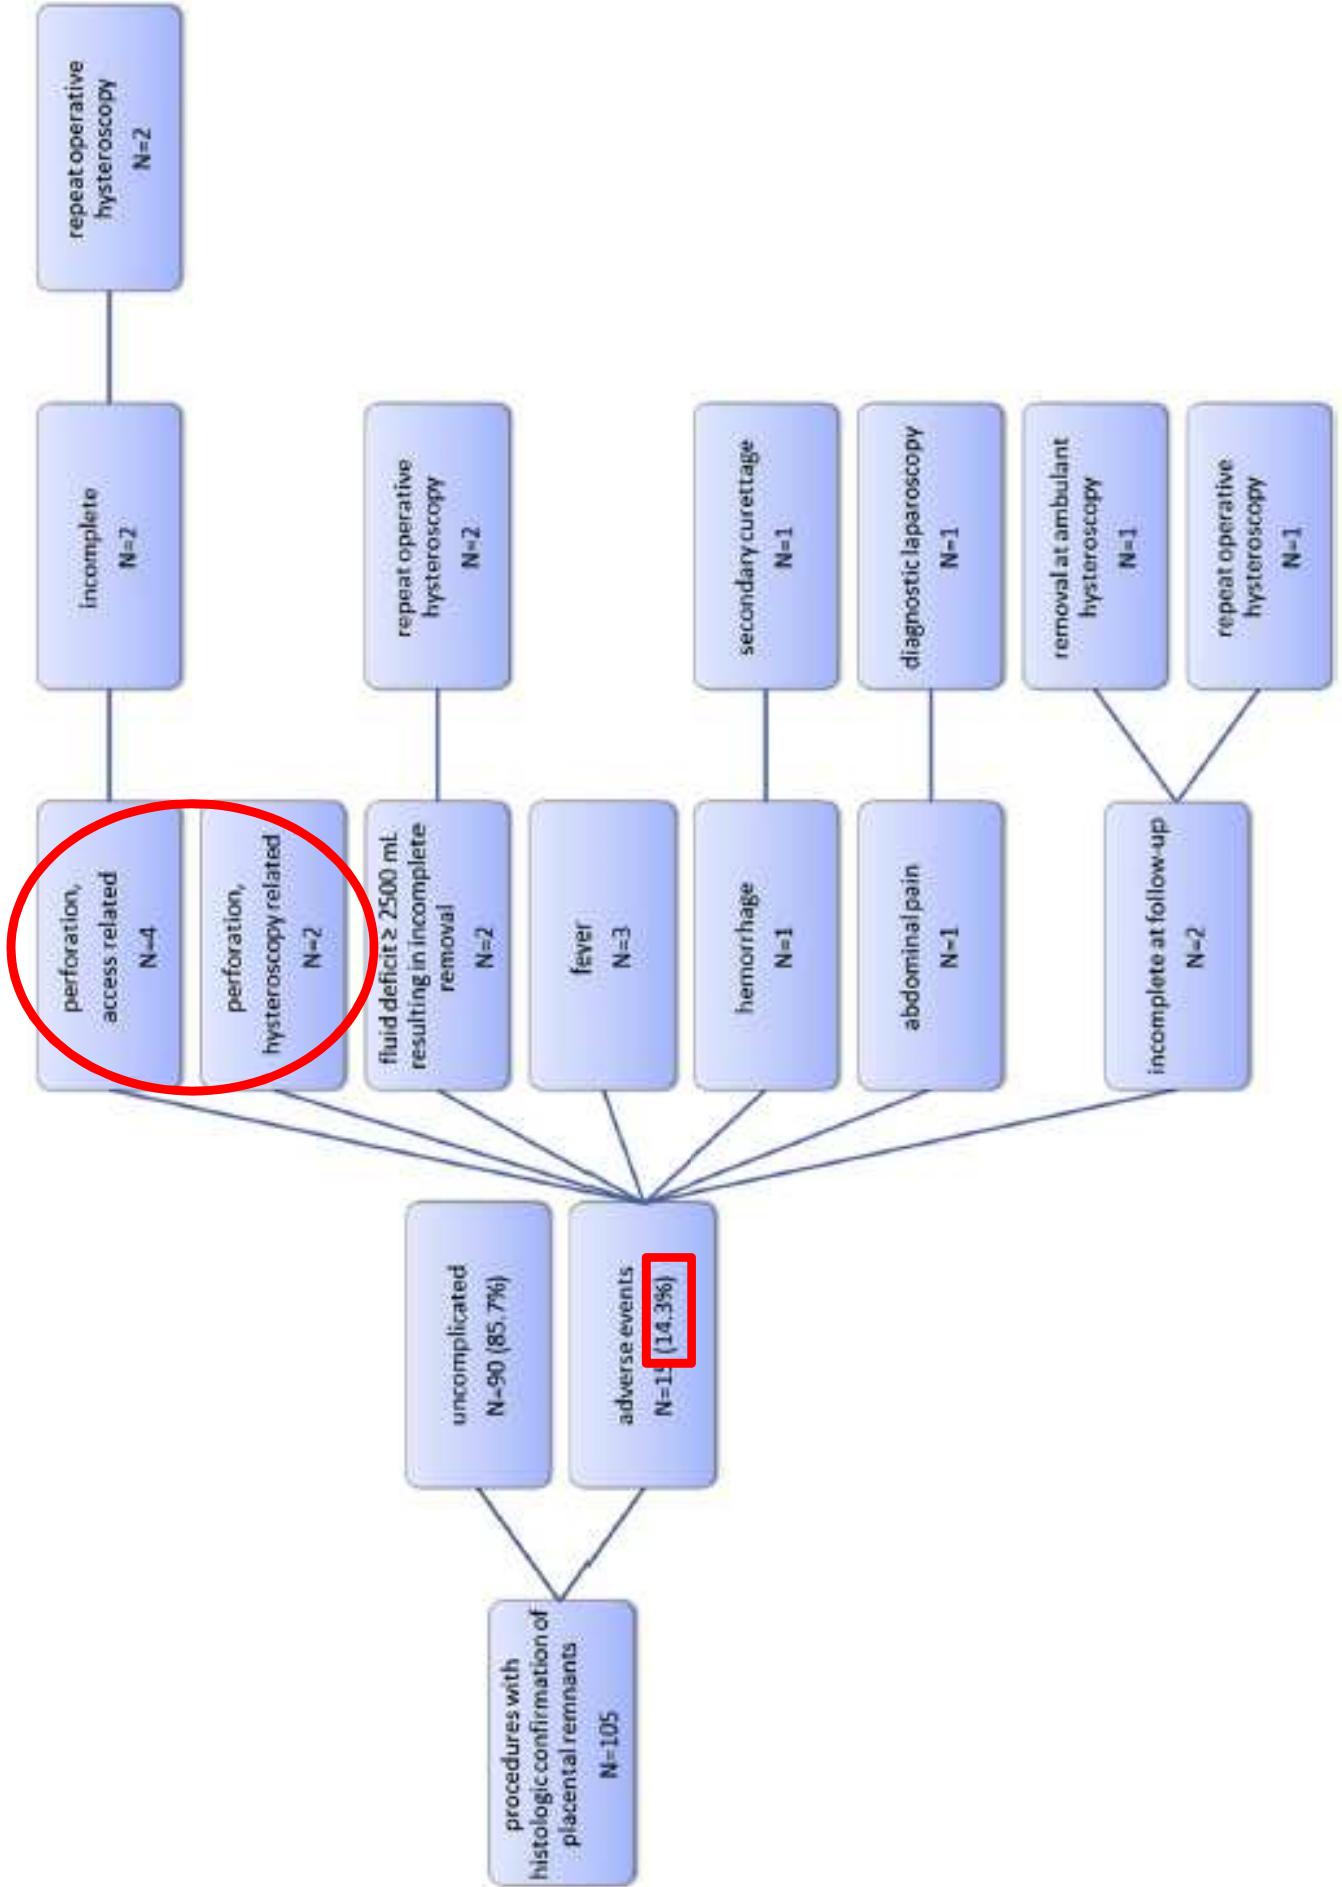 procedures with
histologic confirmation of
placental remnants
N=105
uncomplicated
N=90 (85.7%)
adverse events
N=15 (14.3%)
perforation,
access related
N=4
perforation,
hysteroscopy related
N=2
fluid deficit ≥ 2500 mL
resulting in incomplete
removal
N=2
fever
N=3
hemorrhage
N=1
abdominal pain
N=1
incomplete at follow-up
N=2
incomplete
N=2
repeat operative
hysteroscopy
N=2
secondary curettage
N=1
diagnostic laparoscopy
N=1
removal at ambulant
hysteroscopy
N=1
repeat operative
hysteroscopy
N=1
repeat operative
hysteroscopy
N=2